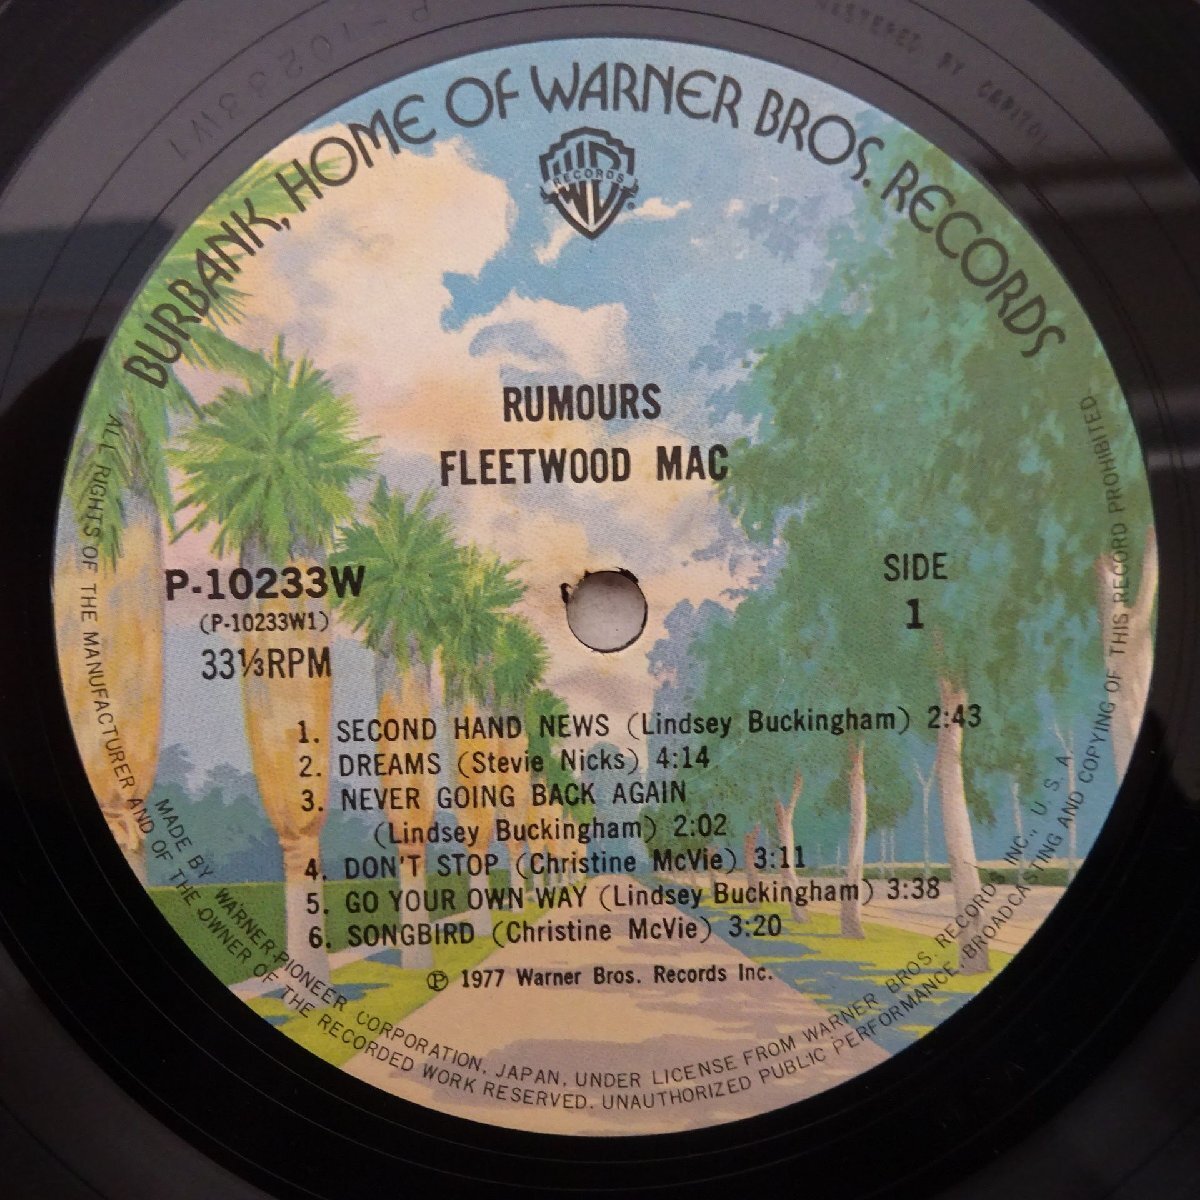 BURBANK, HOME OF WARNER BROS. RECORDS
WB
RECORDS
®
RUMOURS
FLEETWOOD MAC
P-10233W
(P-10233W1)
33⅓RPM
SIDE
1
1. SECOND HAND NEWS (Lindsey Buckingham) 2:43
2. DREAMS (Stevie Nicks) 4:14
3. NEVER GOING BACK AGAIN
(Lindsey Buckingham) 2:02
4. DON'T STOP (Christine McVie) 3:11
5. GO YOUR OWN WAY (Lindsey Buckingham) 3:38
6. SONGBIRD (Christine McVie) 3:20
℗ 1977 Warner Bros. Records Inc.
MADE BY WARNER-PIONEER CORPORATION, JAPAN, UNDER LICENSE FROM WARNER BROS. RECORDS INC., U.S.A.
ALL RIGHTS OF THE MANUFACTURER AND OF THE OWNER OF THE RECORDED WORK RESERVED. UNAUTHORIZED PUBLIC PERFORMANCE, BROADCASTING AND COPYING OF THIS RECORD PROHIBITED
P-10233W1
MASTERED BY CAPITOL